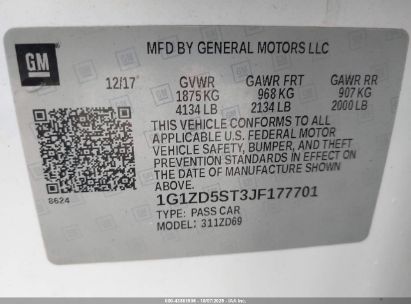 GM
MFD BY GENERAL MOTORS LLC
12/17 GVWR GAWR FRT GAWR RR
1875 KG 968 KG 907 KG
4134 LB 2134 LB 2000 LB
THIS VEHICLE CONFORMS TO ALL
APPLICABLE U.S. FEDERAL MOTOR
VEHICLE SAFETY, BUMPER, AND THEFT
PREVENTION STANDARDS IN EFFECT ON
THE DATE OF MANUFACTURE SHOWN
ABOVE.
8624
1G1ZD5ST3JF177701
TYPE: PASS CAR
MODEL: 311ZD69